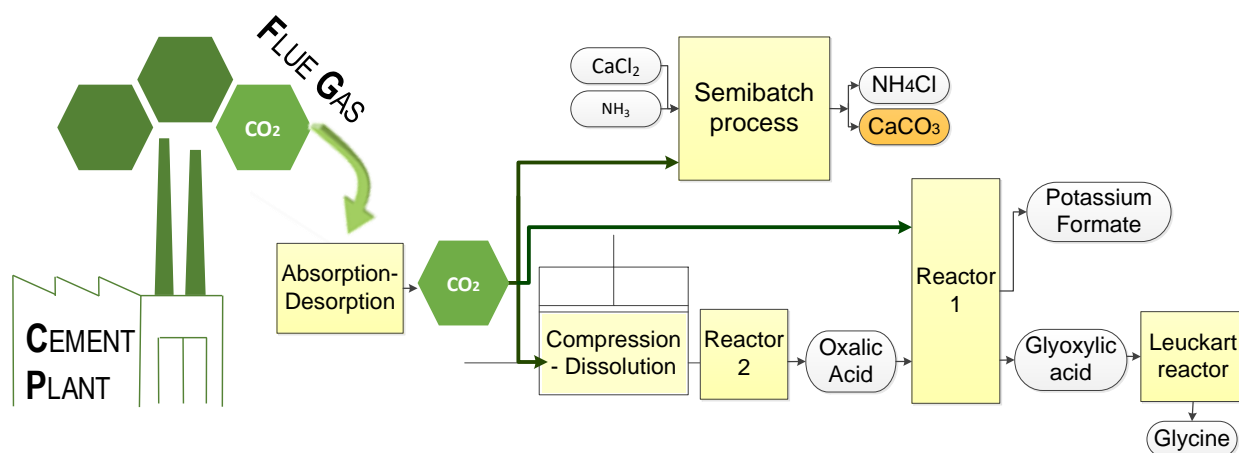 FLUE GAS
CO₂
CaCl₂
NH₃
Semibatch
process
NH4Cl
CaCO₃
Potassium
Formate
Absorption-
Desorption
CO₂
Reactor
1
CEMENT
PLANT
Compression
- Dissolution
Reactor
2
Oxalic
Acid
Glyoxylic
acid
Leuckart
reactor
Glycine